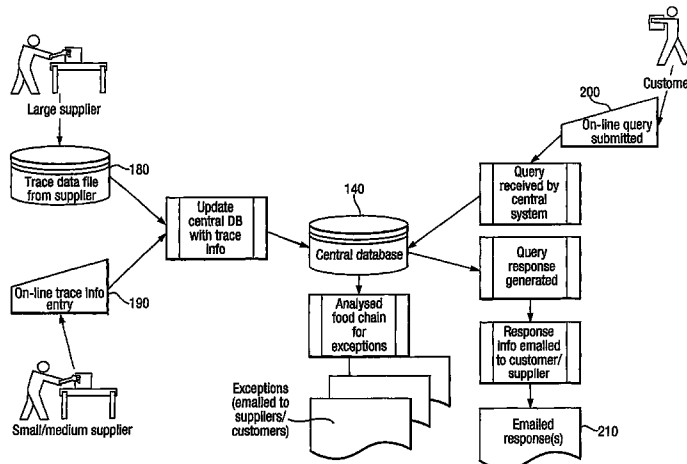 Large supplier
Trace data file
from supplier
180
On-line trace info
entry
190
Small/medium supplier
Update
central DB
with trace
info
140
Central database
Analysed
food chain
for
exceptions
Exceptions
(emailed to
suppliers/
customers)
Custome
200
On-line query
submitted
Query
received by
central
system
Query
response
generated
Response
info emailed
to customer/
supplier
Emailed
response(s)
210